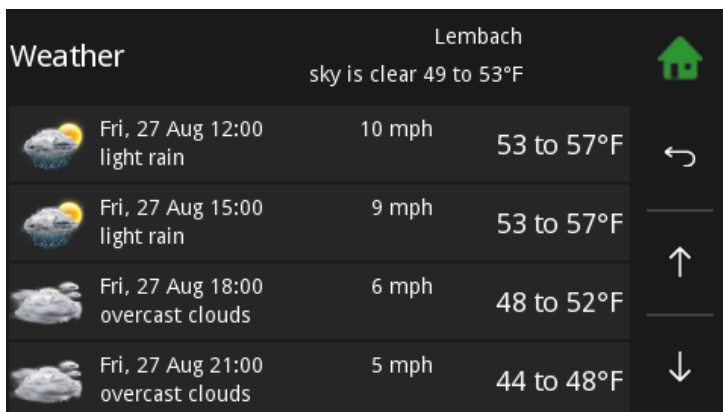 Weather
Lembach
sky is clear 49 to 53°F
Fri, 27 Aug 12:00
light rain
10 mph
53 to 57°F
Fri, 27 Aug 15:00
light rain
9 mph
53 to 57°F
Fri, 27 Aug 18:00
overcast clouds
6 mph
48 to 52°F
Fri, 27 Aug 21:00
overcast clouds
5 mph
44 to 48°F